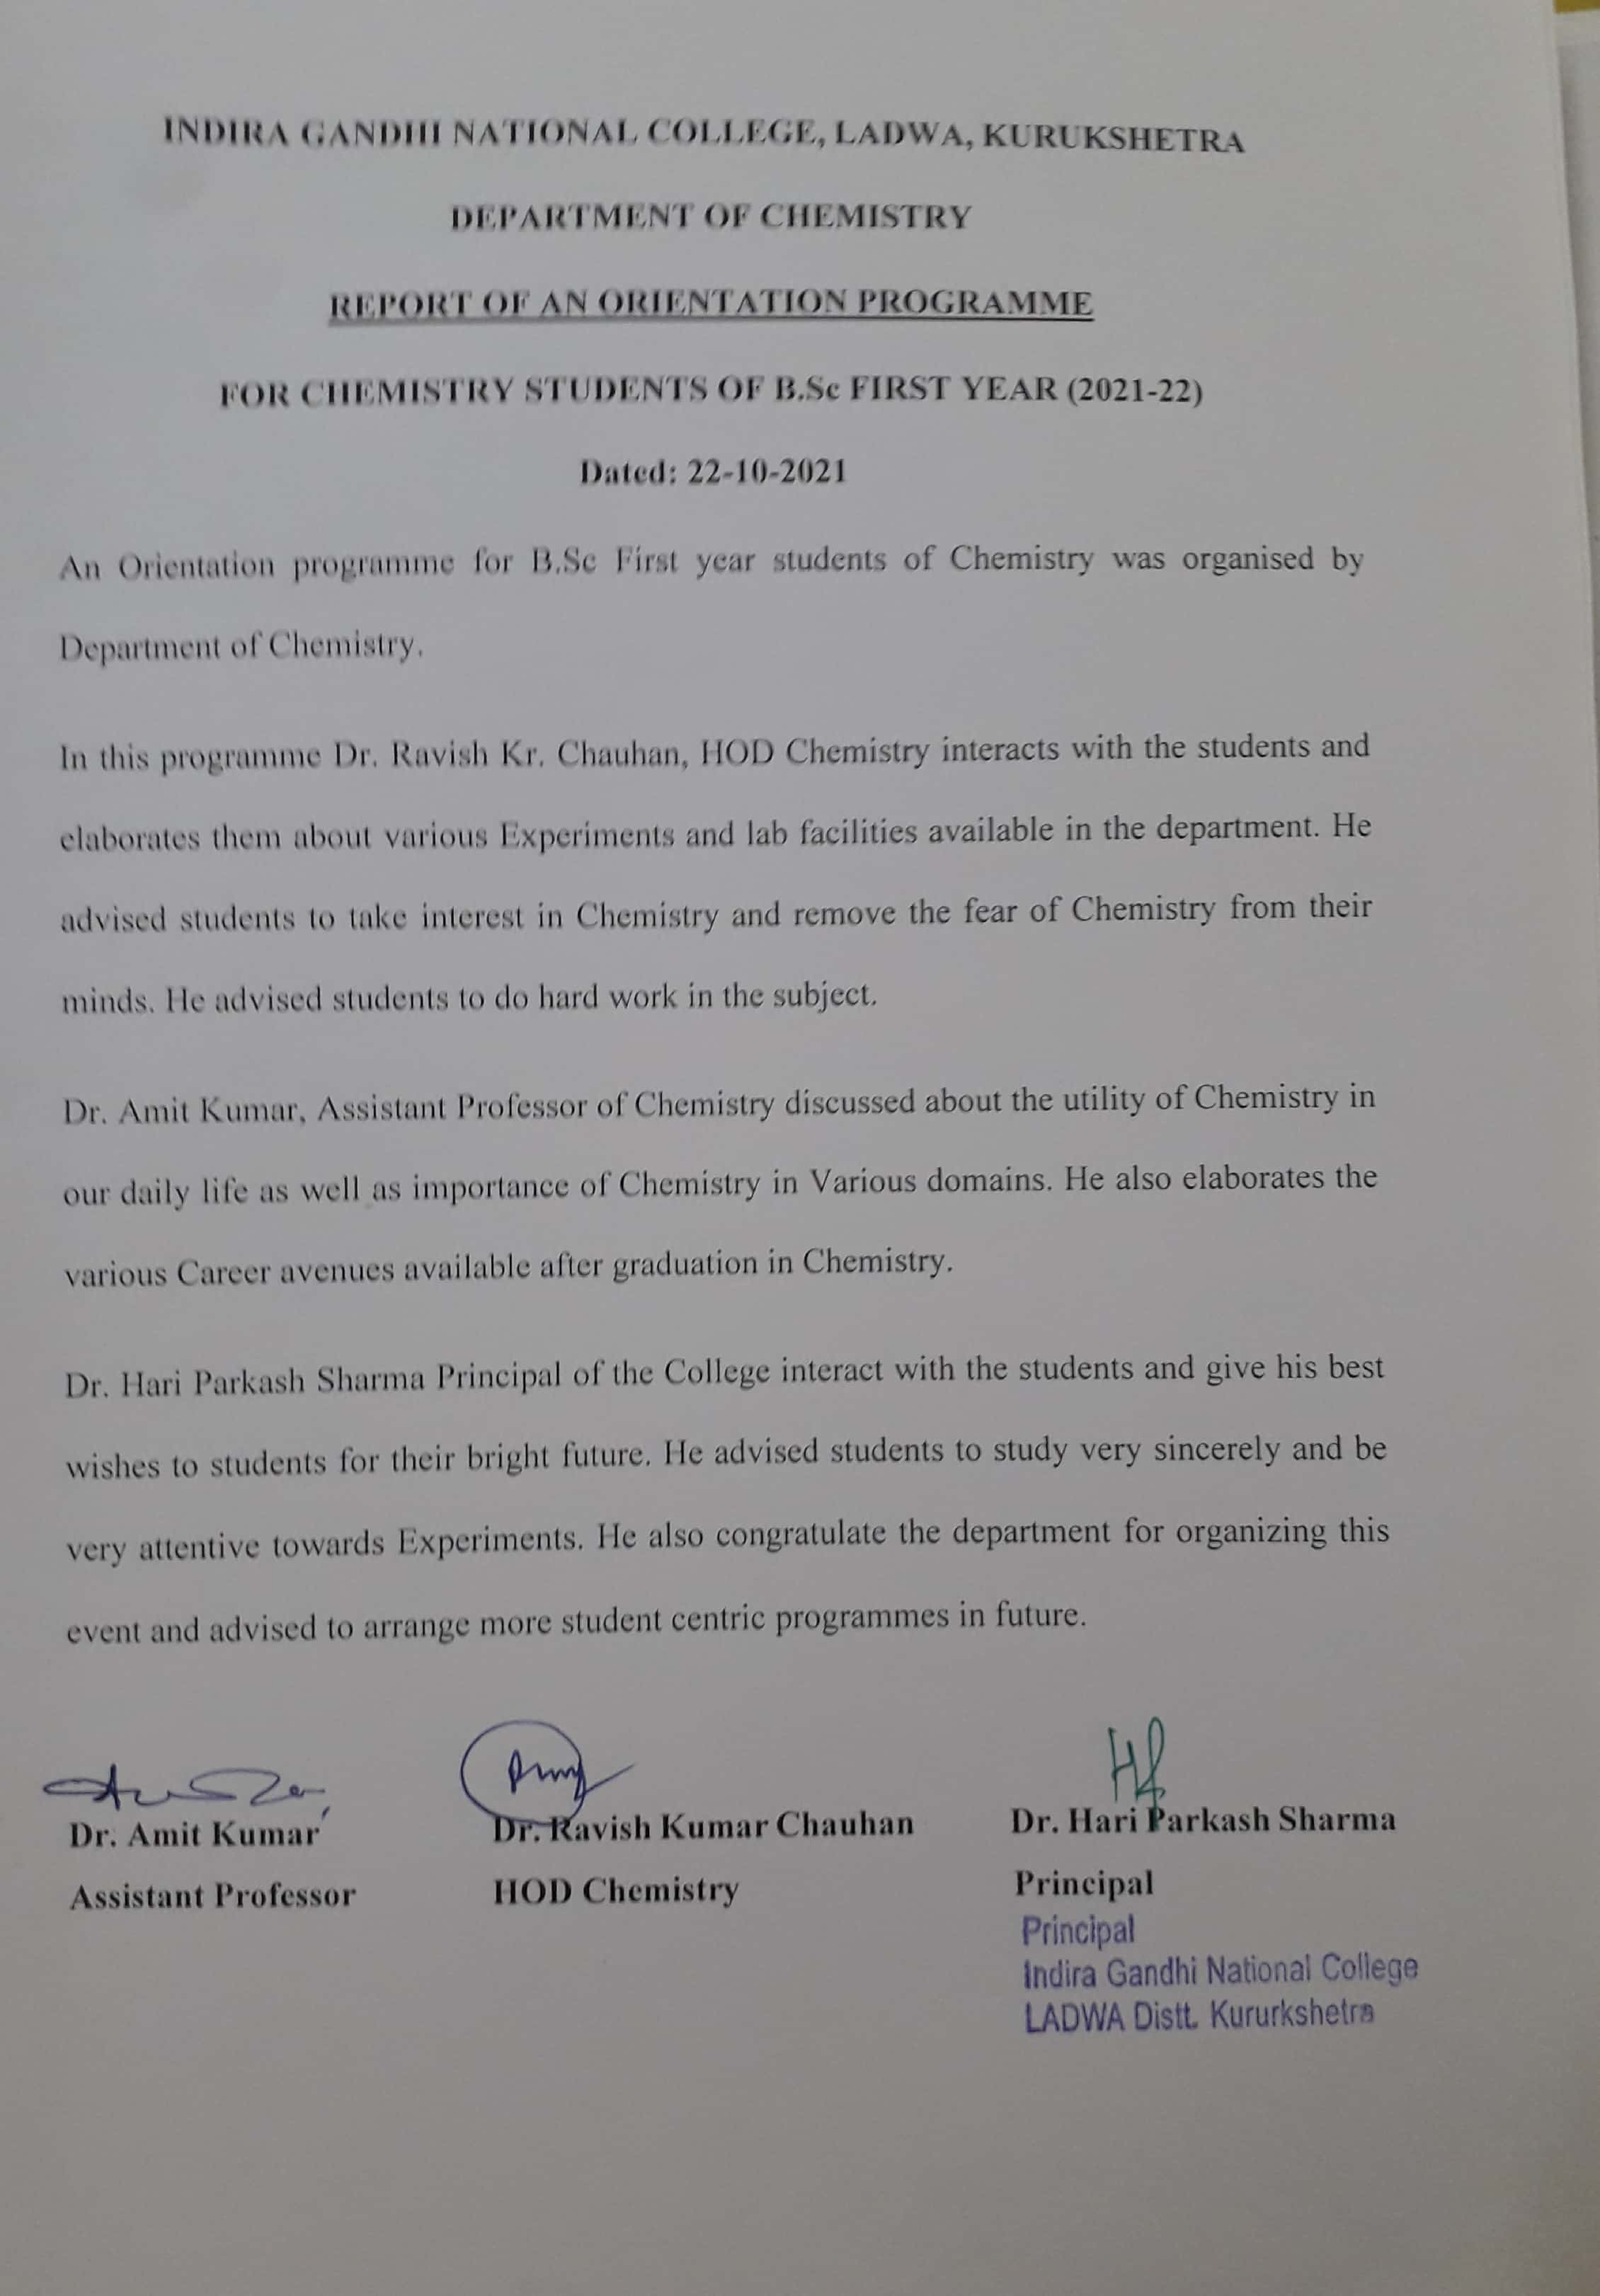 INDIRA GANDHI NATIONAL COLLEGE, LADWA, KURUKSHETRA
DEPARTMENT OF CHEMISTRY
REPORT OF AN ORIENTATION PROGRAMME
FOR CHEMISTRY STUDENTS OF B.Sc FIRST YEAR (2021-22)
Dated: 22-10-2021
An Orientation programme for B.Sc First year students of Chemistry was organised by
Department of Chemistry.
In this programme Dr. Ravish Kr. Chauhan, HOD Chemistry interacts with the students and
elaborates them about various Experiments and lab facilities available in the department. He
advised students to take interest in Chemistry and remove the fear of Chemistry from their
minds. He advised students to do hard work in the subject.
Dr. Amit Kumar, Assistant Professor of Chemistry discussed about the utility of Chemistry in
our daily life as well as importance of Chemistry in Various domains. He also elaborates the
various Career avenues available after graduation in Chemistry.
Dr. Hari Parkash Sharma Principal of the College interact with the students and give his best
wishes to students for their bright future. He advised students to study very sincerely and be
very attentive towards Experiments. He also congratulate the department for organizing this
event and advised to arrange more student centric programmes in future.
Dr. Amit Kumar Dr. Ravish Kumar Chauhan Dr. Hari Parkash Sharma
Assistant Professor HOD Chemistry Principal
Principal
Indira Gandhi National College
LADWA Distt. Kururkshetra